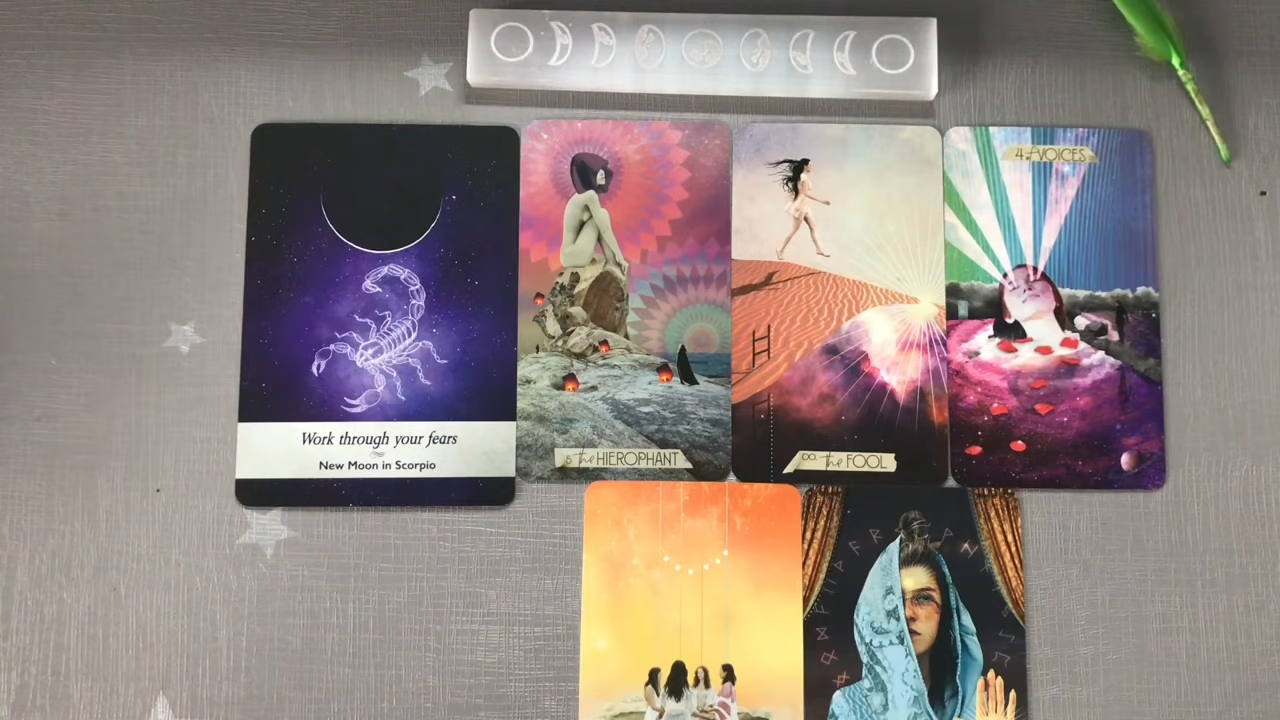 4 of VOICES
Work through your fears
New Moon in Scorpio
5 the HIEROPHANT
00. the FOOL